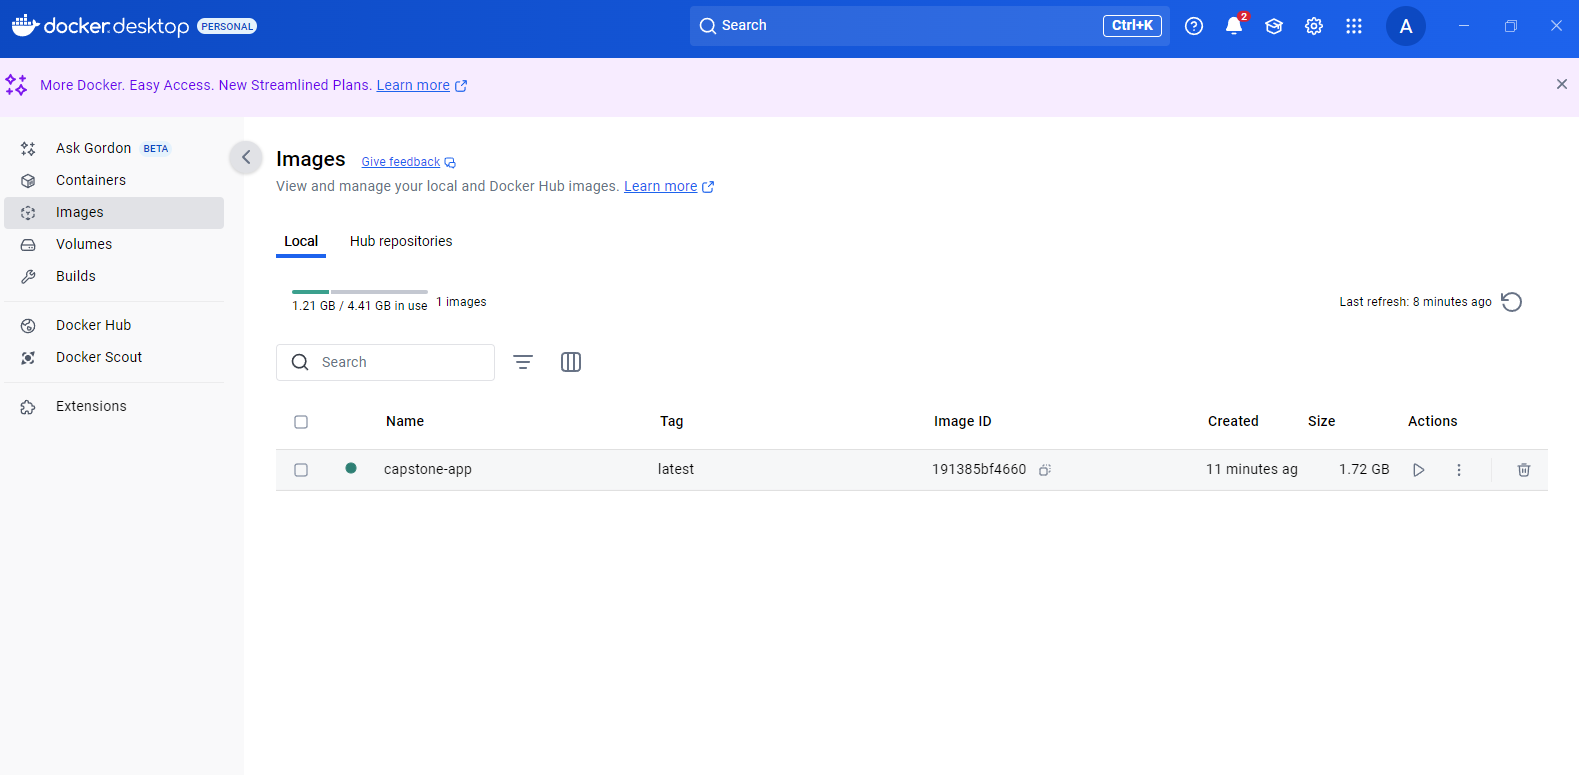 docker.desktop PERSONAL
Search Ctrl+K
2
A
More Docker. Easy Access. New Streamlined Plans. Learn more
Ask Gordon BETA
Containers
Images
Volumes
Builds
Docker Hub
Docker Scout
Extensions
Images Give feedback
View and manage your local and Docker Hub images. Learn more
Local Hub repositories
1.21 GB / 4.41 GB in use 1 images
Last refresh: 8 minutes ago
Search
Name Tag Image ID Created Size Actions
capstone-app latest 191385bf4660 11 minutes ag 1.72 GB